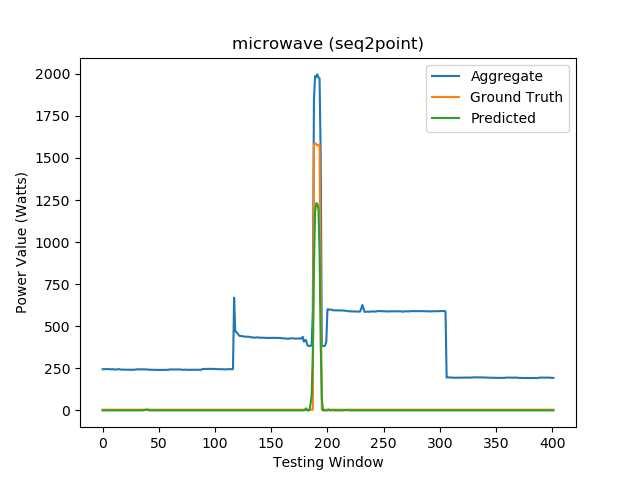 microwave (seq2point)
Aggregate
Ground Truth
Predicted
Power Value (Watts)
2000
1750
1500
1250
1000
750
500
250
0
0 50 100 150 200 250 300 350 400
Testing Window